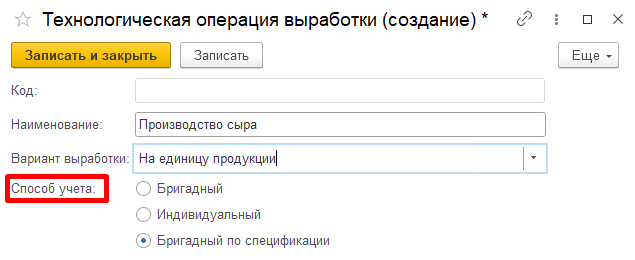 Технологическая операция выработки (создание) *
Записать и закрыть Записать Еще
Код:
Наименование: Производство сыра
Вариант выработки: На единицу продукции
Способ учета: Бригадный
Индивидуальный
Бригадный по спецификации